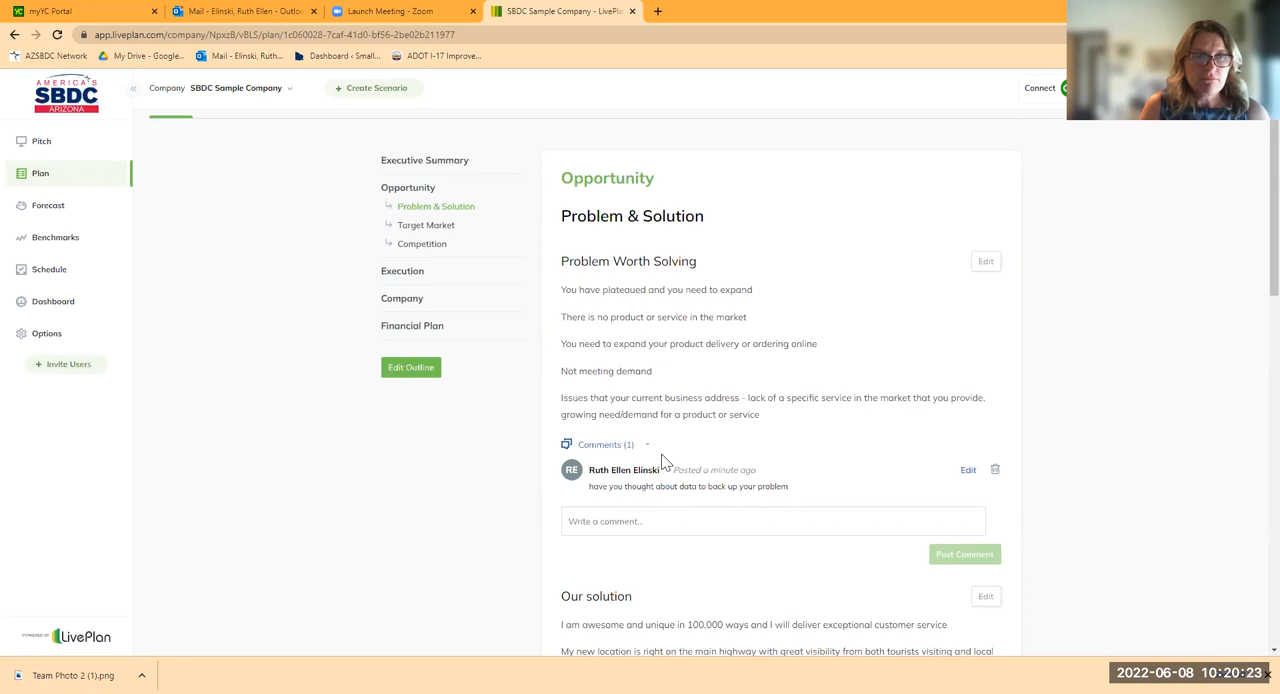 myYC Portal
Mail - Elinski, Ruth Ellen - Outloo
Launch Meeting - Zoom
SBDC Sample Company - LivePla
app.liveplan.com/company/NpxzB/vBLS/plan/1c060028-7caf-41d0-bf56-2be02b211977
AZSBDC Network
My Drive - Google...
Mail - Elinski, Ruth...
Dashboard < Small...
ADOT I-17 Improve...
AMERICA'S
SBDC
ARIZONA
Company SBDC Sample Company
+ Create Scenario
Connect
Pitch
Plan
Forecast
Benchmarks
Schedule
Dashboard
Options
+ Invite Users
POWERED BY LivePlan
Executive Summary
Opportunity
Problem & Solution
Target Market
Competition
Execution
Company
Financial Plan
Edit Outline
Opportunity
Problem & Solution
Problem Worth Solving
Edit
You have plateaued and you need to expand
There is no product or service in the market
You need to expand your product delivery or ordering online
Not meeting demand
Issues that your current business address - lack of a specific service in the market that you provide,
growing need/demand for a product or service
Comments (1)
RE
Ruth Ellen Elinski Posted a minute ago
Edit
have you thought about data to back up your problem
Write a comment...
Post Comment
Our solution
Edit
I am awesome and unique in 100,000 ways and I will deliver exceptional customer service
My new location is right on the main highway with great visibility from both tourists visiting and local
Team Photo 2 (1).png
2022-06-08 10:20:23